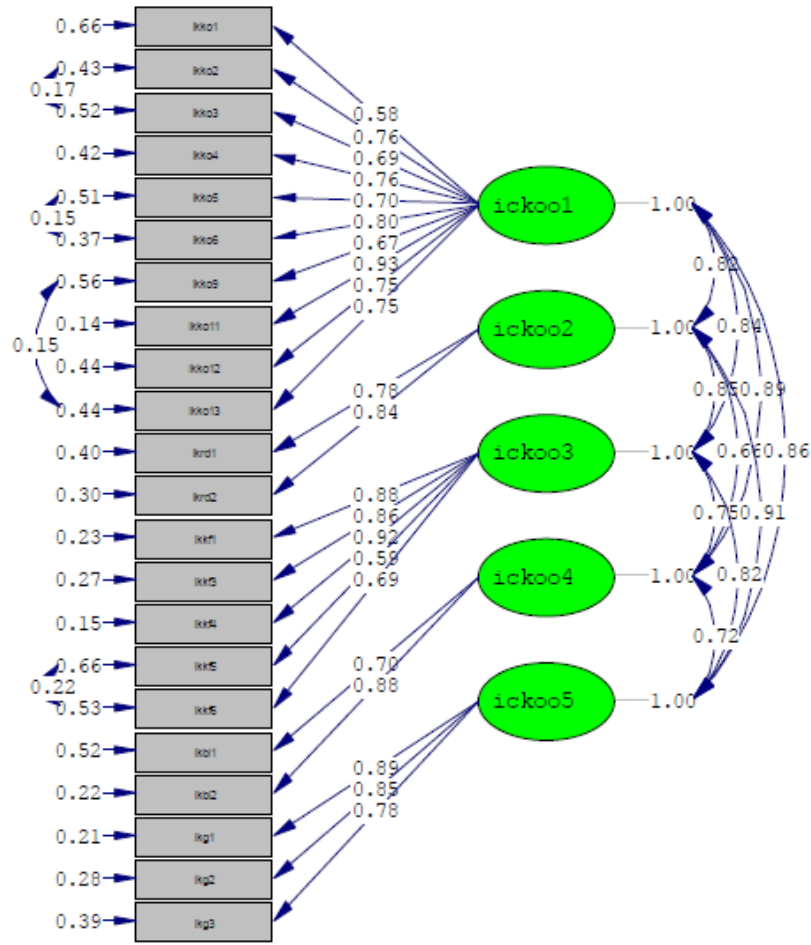 0.66 Ikko1
0.43 Ikko2
0.17
0.52 Ikko3
0.42 Ikko4
0.51 Ikko5
0.15
0.37 Ikko6
0.56 Ikko9
0.14 Ikko11
0.15
0.44 Ikko12
0.44 Ikko13
0.40 Ikrd1
0.30 Ikrd2
0.23 Ikkf1
0.27 Ikkf3
0.15 Ikkf4
0.66 Ikkf5
0.22
0.53 Ikkf6
0.52 Ikbl1
0.22 Ikbl2
0.21 Ikg1
0.28 Ikg2
0.39 Ikg3
0.58
0.76
0.69
0.76
0.70
0.80
0.67
0.93
0.75
0.75
0.78
0.84
0.88
0.86
0.92
0.59
0.69
0.70
0.88
0.89
0.85
0.78
ickoo1 1.00
ickoo2 1.00
ickoo3 1.00
ickoo4 1.00
ickoo5 1.00
0.82
0.84
0.85 0.89
0.66 0.86
0.75 0.91
0.82
0.72